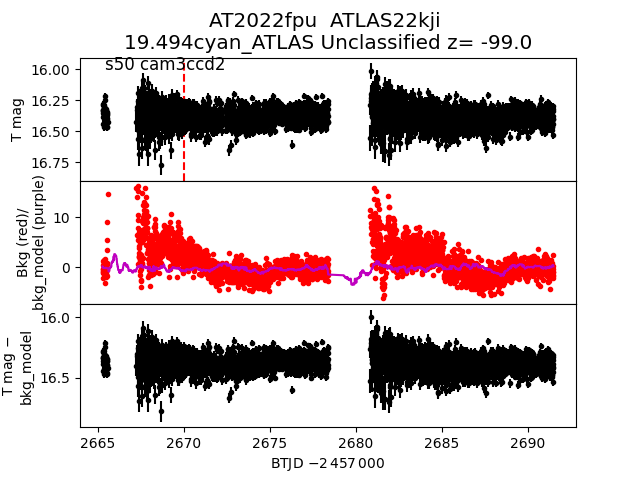 AT2022fpu  ATLAS22kji
19.494cyan_ATLAS Unclassified z= -99.0
s50 cam3ccd2
T mag
16.00
16.25
16.50
16.75
Bkg (red)/
bkg_model (purple)
10
0
T mag −
bkg_model
16.0
16.5
2665 2670 2675 2680 2685 2690
BTJD −2 457 000